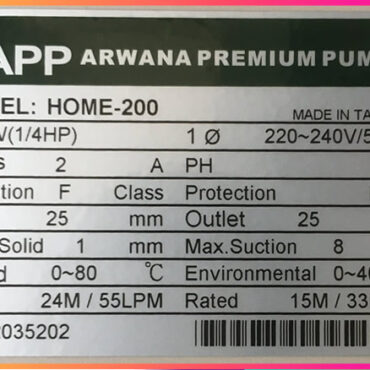 APP ARWANA PREMIUM PUM
EL: HOME-200 MADE IN TA
W(1/4HP) 1 Ø 220~240V/5
s 2 A PH
tion F Class Protection
25 mm Outlet 25
Solid 1 mm Max.Suction 8
d 0~80 ℃ Environmental 0~40
24M / 55LPM Rated 15M / 33
2035202